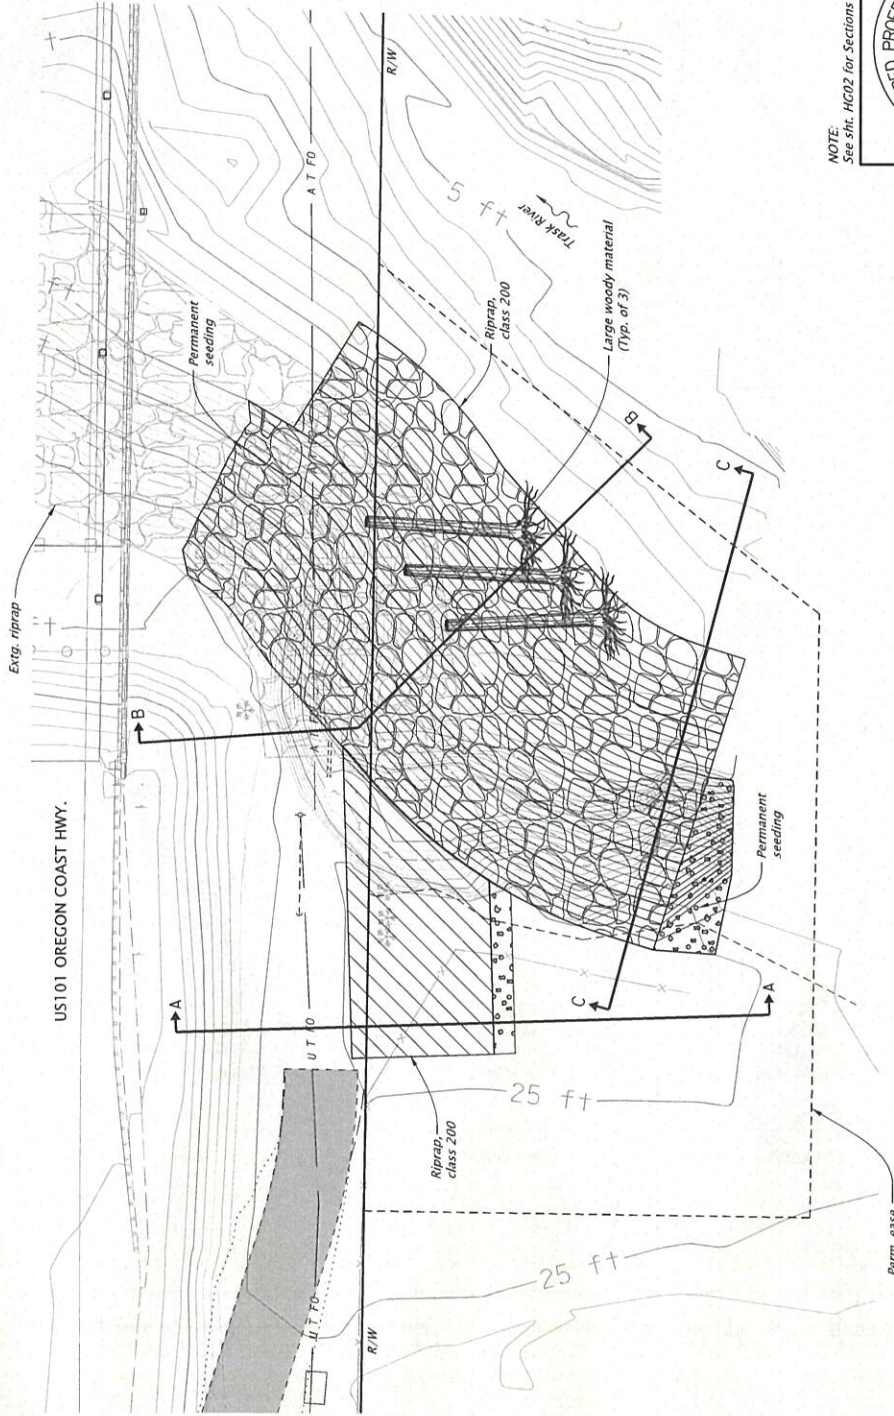 Extg. riprap
US101 OREGON COAST HWY.
Permanent
seeding
A T FO
R/W
5 ft
Trask River
Riprap,
class 200
Large woody material
(Typ. of 3)
B
B
C
C
A
A
U T FO
U T FO
R/W
Riprap,
class 200
25 ft
25 ft
Permanent
seeding
Perm. ease.
NOTE:
See sht. HG02 for Sections